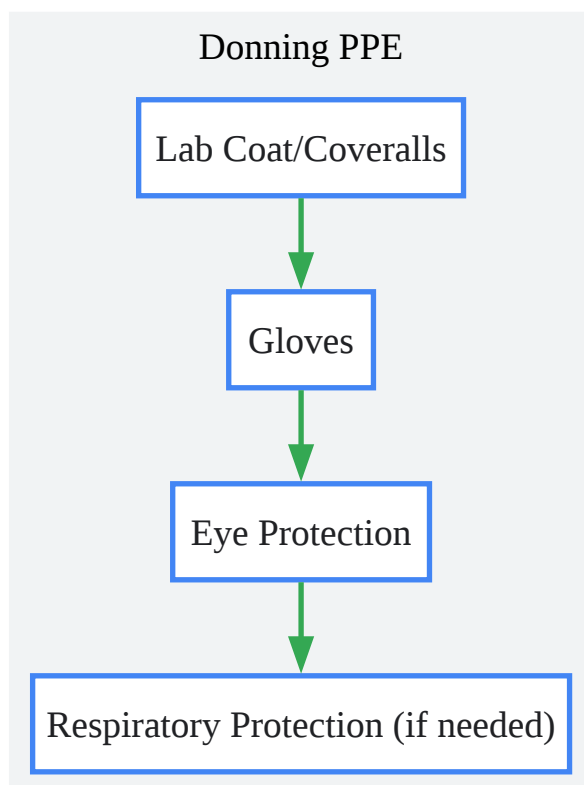 Donning PPE
Lab Coat/Coveralls
Gloves
Eye Protection
Respiratory Protection (if needed)